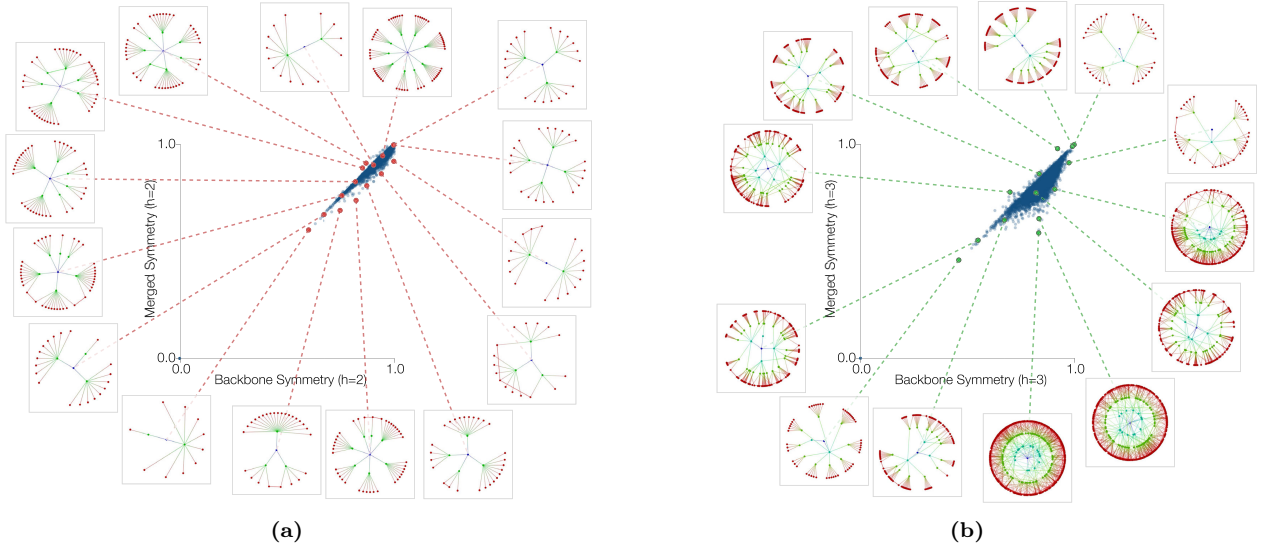 1.0
Merged Symmetry (h=2)
0.0
0.0
1.0
Backbone Symmetry (h=2)
(a)
1.0
Merged Symmetry (h=3)
0.0
0.0
1.0
Backbone Symmetry (h=3)
(b)